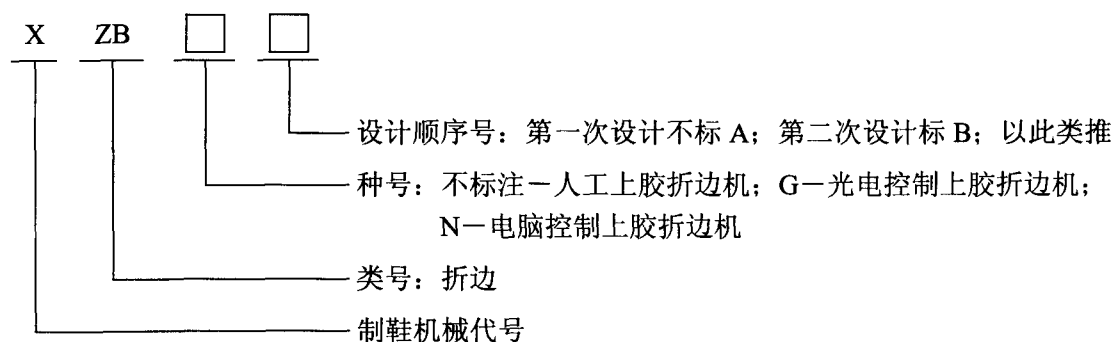 X ZB □ □
设计顺序号：第一次设计不标 A；第二次设计标 B；以此类推
种号：不标注－人工上胶折边机；G－光电控制上胶折边机；
N－电脑控制上胶折边机
类号：折边
制鞋机械代号